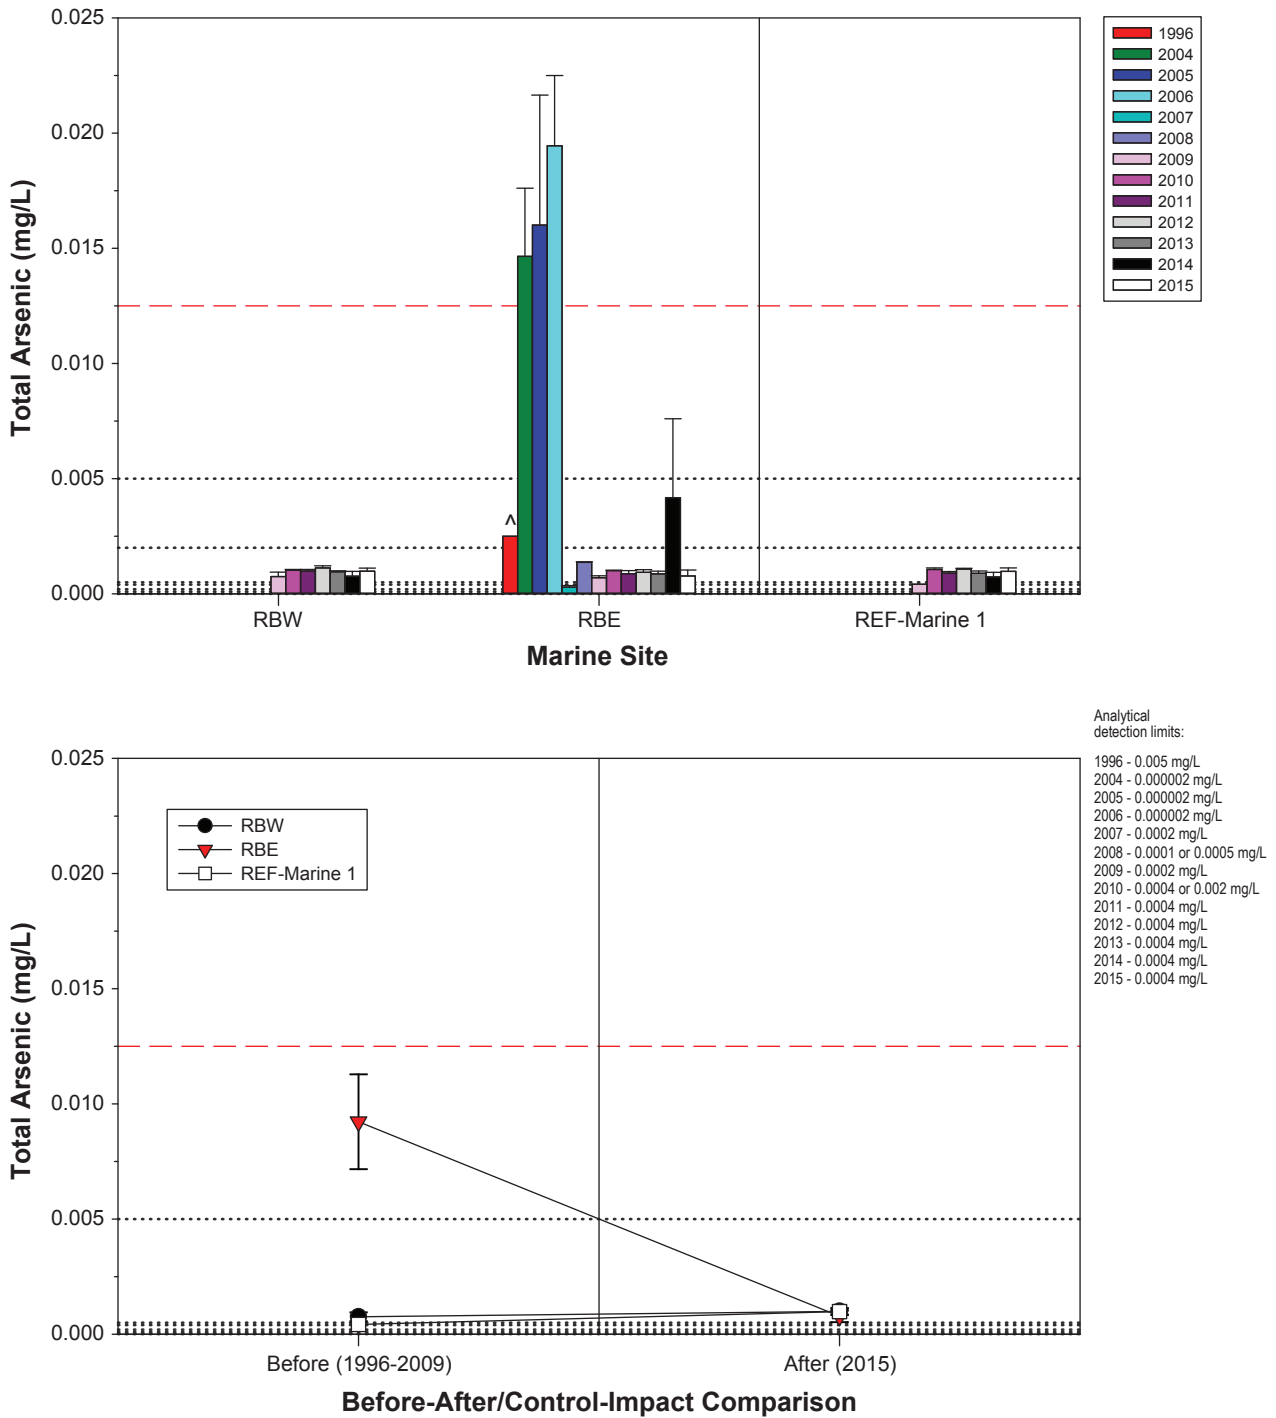 0.025
0.020
0.015
0.010
0.005
0.000
Total Arsenic (mg/L)
^
RBW
RBE
REF-Marine 1
Marine Site
1996
2004
2005
2006
2007
2008
2009
2010
2011
2012
2013
2014
2015
Analytical
detection limits:
1996 - 0.005 mg/L
2004 - 0.000002 mg/L
2005 - 0.000002 mg/L
2006 - 0.000002 mg/L
2007 - 0.0002 mg/L
2008 - 0.0001 or 0.0005 mg/L
2009 - 0.0002 mg/L
2010 - 0.0004 or 0.002 mg/L
2011 - 0.0004 mg/L
2012 - 0.0004 mg/L
2013 - 0.0004 mg/L
2014 - 0.0004 mg/L
2015 - 0.0004 mg/L
0.025
0.020
0.015
0.010
0.005
0.000
Total Arsenic (mg/L)
RBW
RBE
REF-Marine 1
Before (1996-2009)
After (2015)
Before-After/Control-Impact Comparison